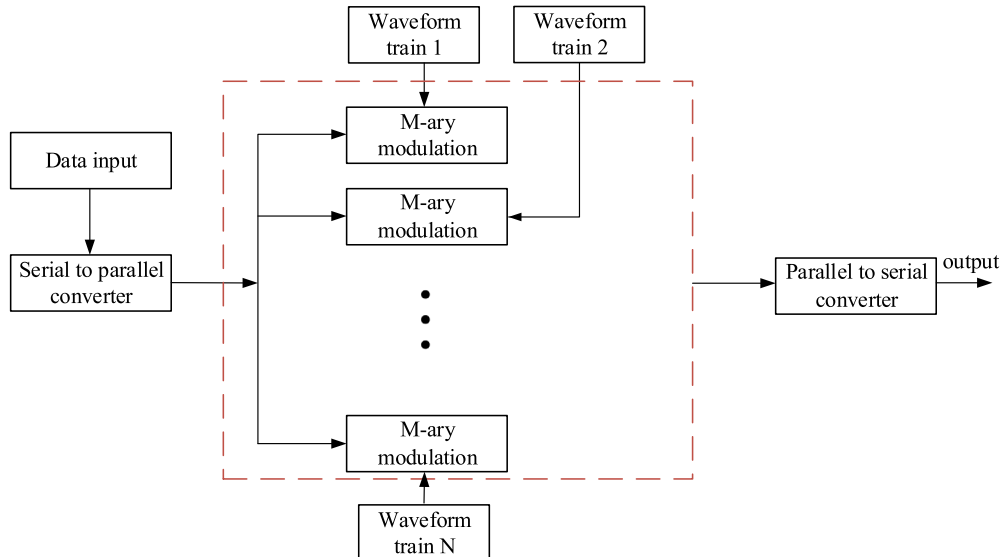 Waveform
train 1
Waveform
train 2
M-ary
modulation
Data input
M-ary
modulation
Serial to parallel
converter
Parallel to serial
converter
output
M-ary
modulation
Waveform
train N